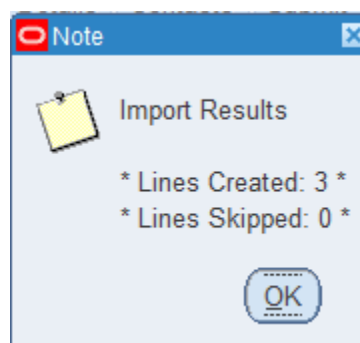 Note
Import Results
* Lines Created: 3 *
* Lines Skipped: 0 *
OK